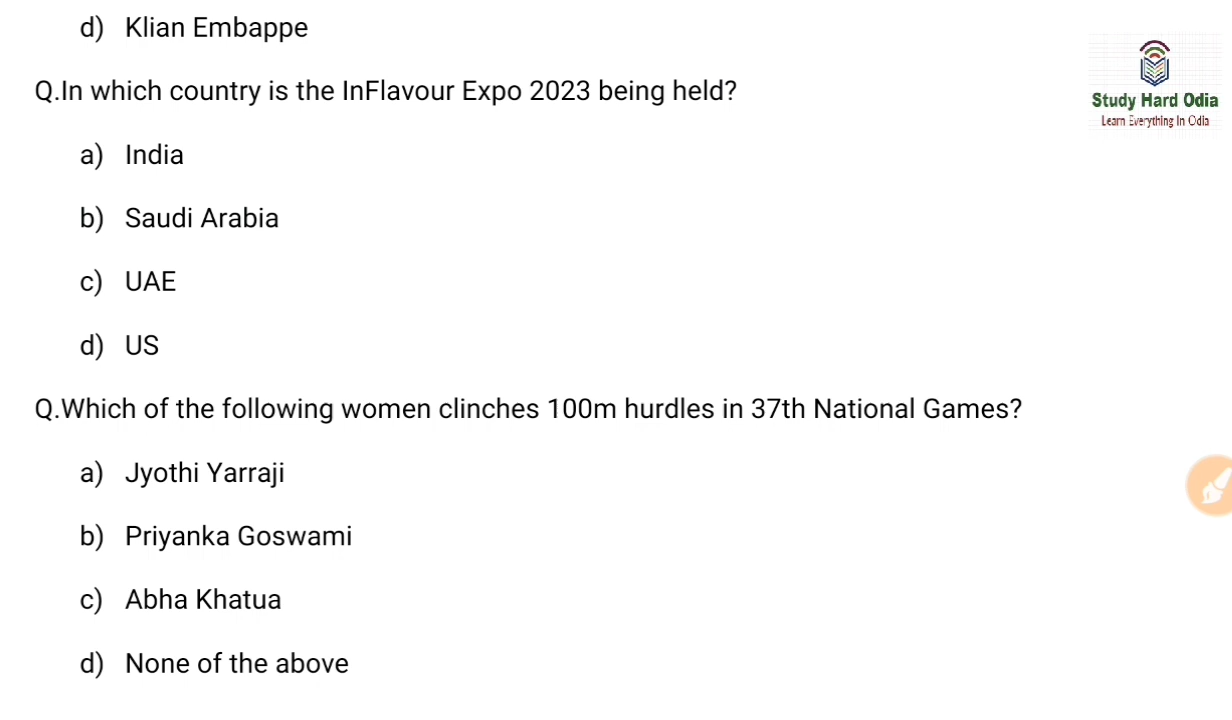 d) Klian Embappe
Q.In which country is the InFlavour Expo 2023 being held?
a) India
b) Saudi Arabia
c) UAE
d) US
Q.Which of the following women clinches 100m hurdles in 37th National Games?
a) Jyothi Yarraji
b) Priyanka Goswami
c) Abha Khatua
d) None of the above
Study Hard Odia
Learn Everything In Odia